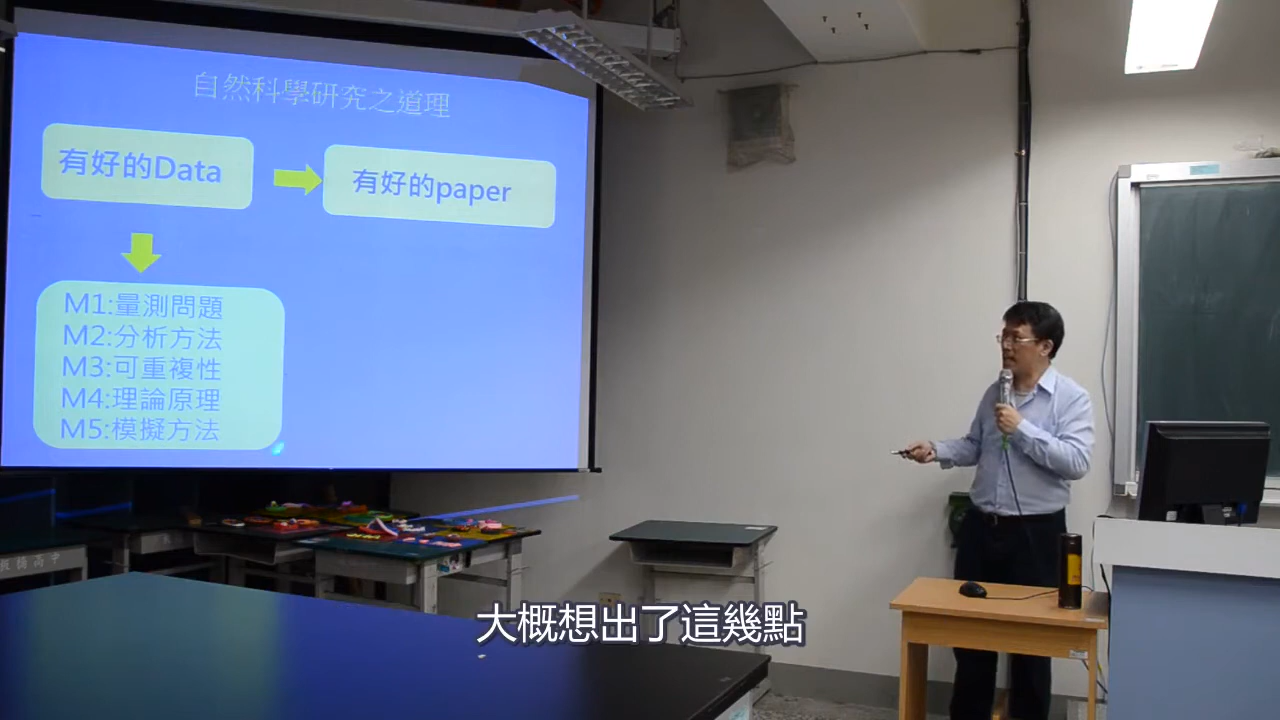 自然科學研究之道理
有好的Data
有好的paper
M1:量測問題
M2:分析方法
M3:可重複性
M4:理論原理
M5:模擬方法
大概想出了這幾點